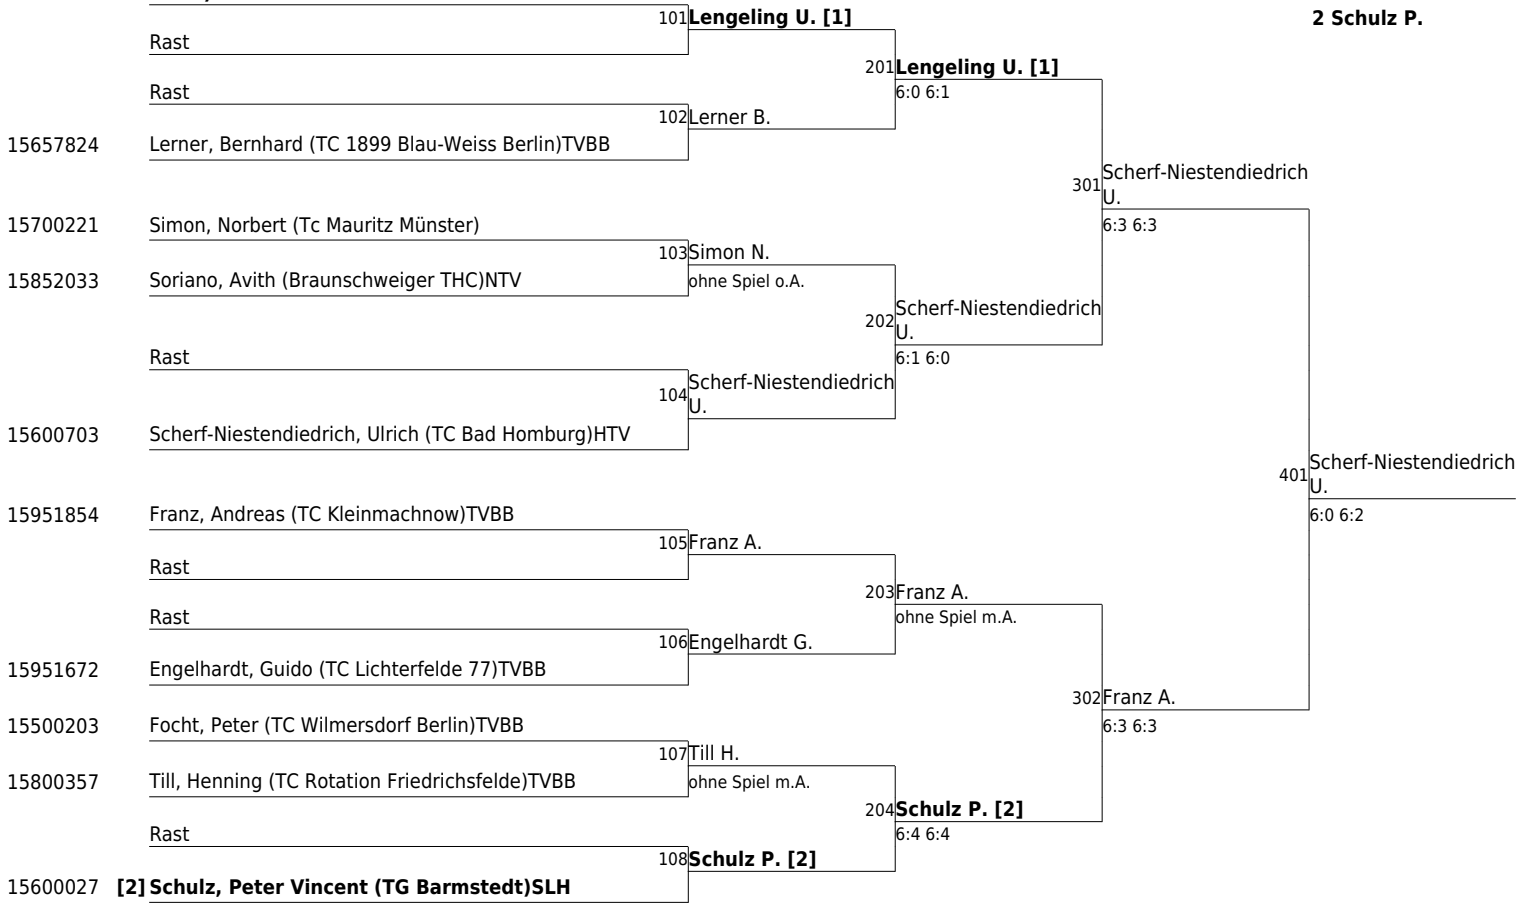 101 Lengeling U. [1]
2 Schulz P.
Rast
201 Lengeling U. [1]
Rast
6:0 6:1
102 Lerner B.
15657824 Lerner, Bernhard (TC 1899 Blau-Weiss Berlin)TVBB
301 Scherf-Niestendiedrich
U.
15700221 Simon, Norbert (Tc Mauritz Münster)
6:3 6:3
103 Simon N.
15852033 Soriano, Avith (Braunschweiger THC)NTV
ohne Spiel o.A.
202 Scherf-Niestendiedrich
U.
Rast
6:1 6:0
104 Scherf-Niestendiedrich
U.
15600703 Scherf-Niestendiedrich, Ulrich (TC Bad Homburg)HTV
401 Scherf-Niestendiedrich
U.
15951854 Franz, Andreas (TC Kleinmachnow)TVBB
6:0 6:2
105 Franz A.
Rast
203 Franz A.
Rast
ohne Spiel m.A.
106 Engelhardt G.
15951672 Engelhardt, Guido (TC Lichterfelde 77)TVBB
302 Franz A.
15500203 Focht, Peter (TC Wilmersdorf Berlin)TVBB
6:3 6:3
107 Till H.
15800357 Till, Henning (TC Rotation Friedrichsfelde)TVBB
ohne Spiel m.A.
204 Schulz P. [2]
Rast
6:4 6:4
108 Schulz P. [2]
15600027 [2] Schulz, Peter Vincent (TG Barmstedt)SLH